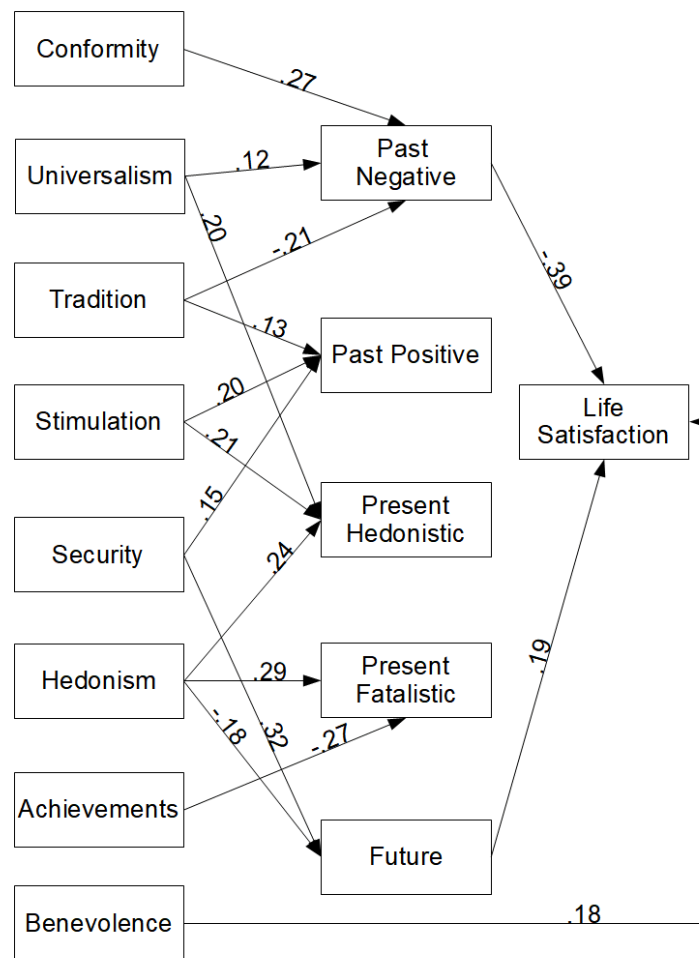 Conformity
.27
Universalism
.12
Past
Negative
.20
Tradition
-.21
-.39
.13
Past Positive
Stimulation
.20
.21
Life
Satisfaction
.15
Present
Hedonistic
Security
.24
Hedonism
.29
Present
Fatalistic
-.18
.32
-.27
.19
Achievements
Future
Benevolence
.18